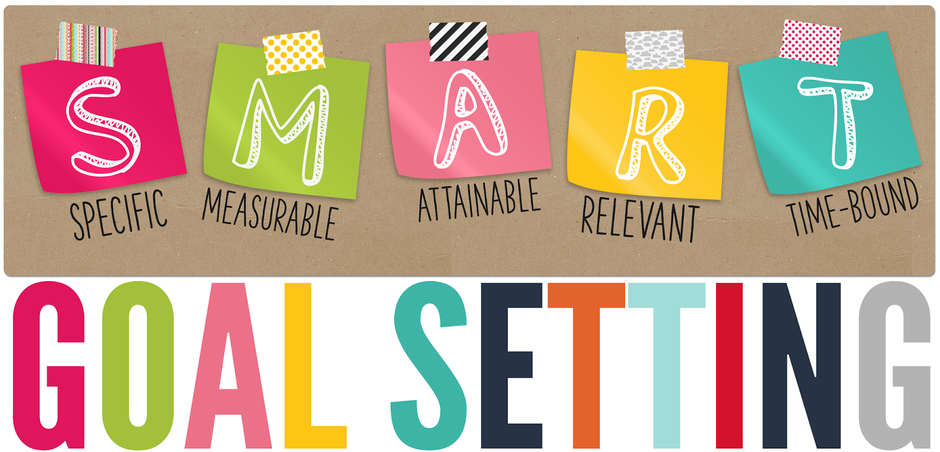 S M A R T
SPECIFIC MEASURABLE ATTAINABLE RELEVANT TIME-BOUND
GOAL SETTING